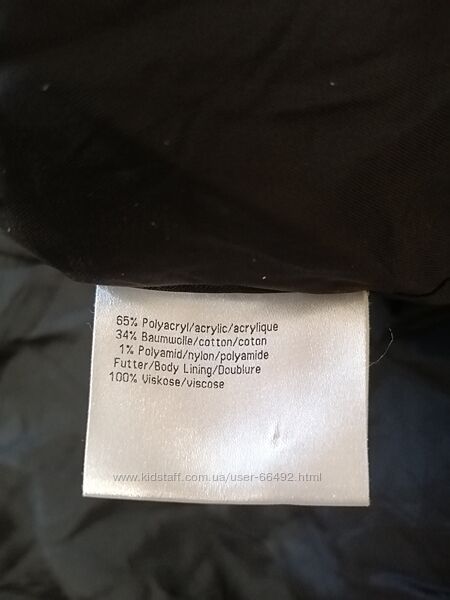 65% Polyacryl/acrylic/acrylique
34% Baumwolle/cotton/coton
1% Polyamid/nylon/polyamide
Futter/Body Lining/Doublure
100% Viskose/viscose
www.kidstaff.com.ua/user-66492.html